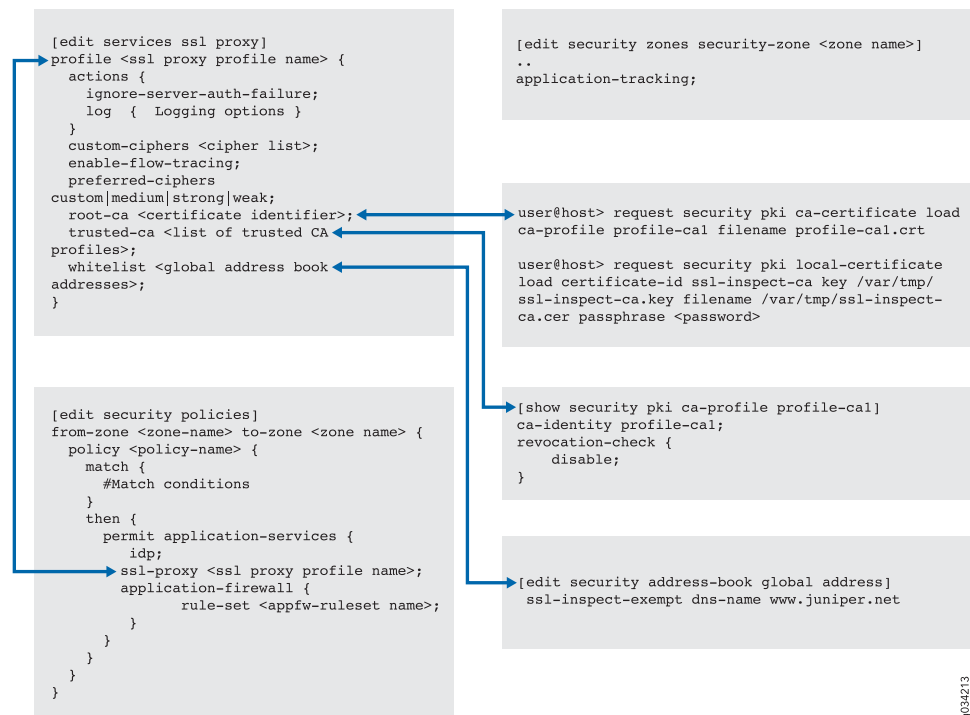 [edit services ssl proxy]
profile <ssl proxy profile name> {
  actions {
    ignore-server-auth-failure;
    log  {  Logging options }
  }
  custom-ciphers <cipher list>;
  enable-flow-tracing;
  preferred-ciphers
custom|medium|strong|weak;
  root-ca <certificate identifier>;
  trusted-ca <list of trusted CA
profiles>;
  whitelist <global address book
addresses>;
}
[edit security policies]
from-zone <zone-name> to-zone <zone name> {
  policy <policy-name> {
    match {
      #Match conditions
    }
    then {
      permit application-services {
         idp;
        ssl-proxy <ssl proxy profile name>;
        application-firewall {
               rule-set <appfw-ruleset name>;
         }
      }
    }
  }
}
[edit security zones security-zone <zone name>]
..
application-tracking;
user@host> request security pki ca-certificate load
ca-profile profile-ca1 filename profile-ca1.crt
user@host> request security pki local-certificate
load certificate-id ssl-inspect-ca key /var/tmp/
ssl-inspect-ca.key filename /var/tmp/ssl-inspect-
ca.cer passphrase <password>
[show security pki ca-profile profile-ca1]
ca-identity profile-ca1;
revocation-check {
    disable;
}
[edit security address-book global address]
 ssl-inspect-exempt dns-name www.juniper.net
g034213